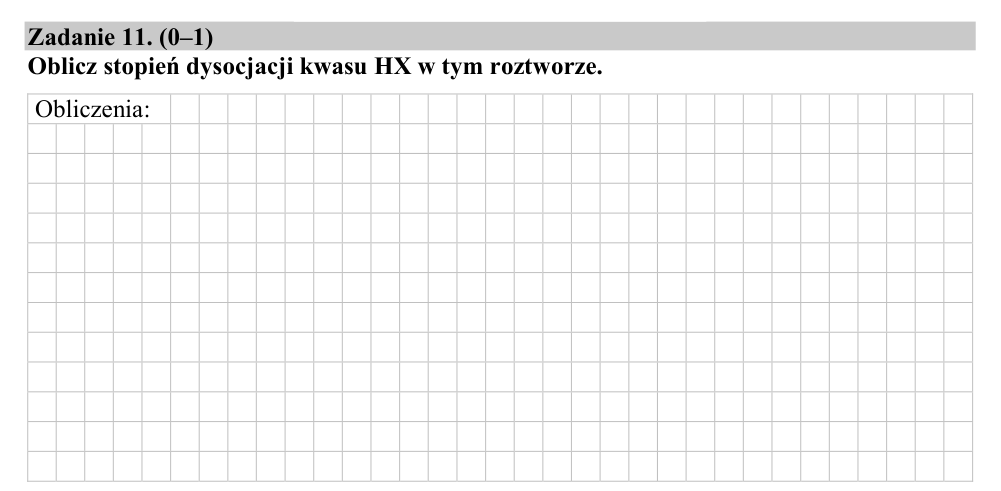 Zadanie 11. (0–1)
Oblicz stopień dysocjacji kwasu HX w tym roztworze.
Obliczenia: